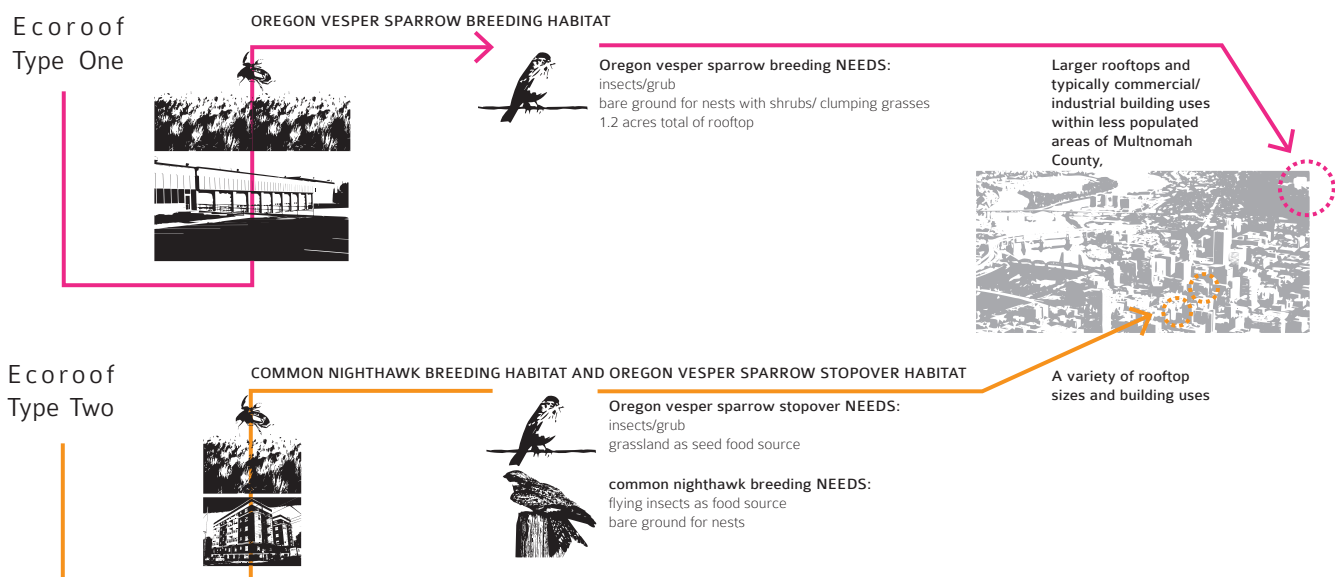 Ecoroof
Type One
OREGON VESPER SPARROW BREEDING HABITAT
Oregon vesper sparrow breeding NEEDS:
insects/grub
bare ground for nests with shrubs/ clumping grasses
1.2 acres total of rooftop
Larger rooftops and
typically commercial/
industrial building uses
within less populated
areas of Multnomah
County,
Ecoroof
Type Two
COMMON NIGHTHAWK BREEDING HABITAT AND OREGON VESPER SPARROW STOPOVER HABITAT
Oregon vesper sparrow stopover NEEDS:
insects/grub
grassland as seed food source
common nighthawk breeding NEEDS:
flying insects as food source
bare ground for nests
A variety of rooftop
sizes and building uses